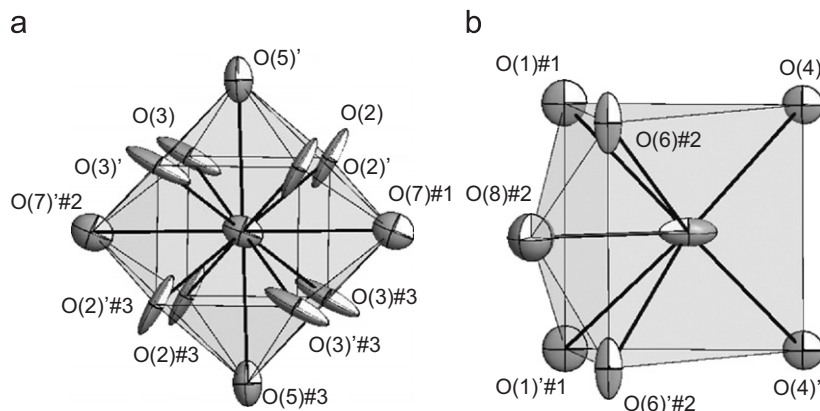 a
O(5)'
O(3)
O(2)
O(3)'
O(2)'
O(7)'#2
O(7)#1
O(2)'#3
O(3)#3
O(2)#3
O(3)'#3
O(5)#3
b
O(1)#1
O(4)
O(6)#2
O(8)#2
O(1)'#1
O(4)'
O(6)'#2